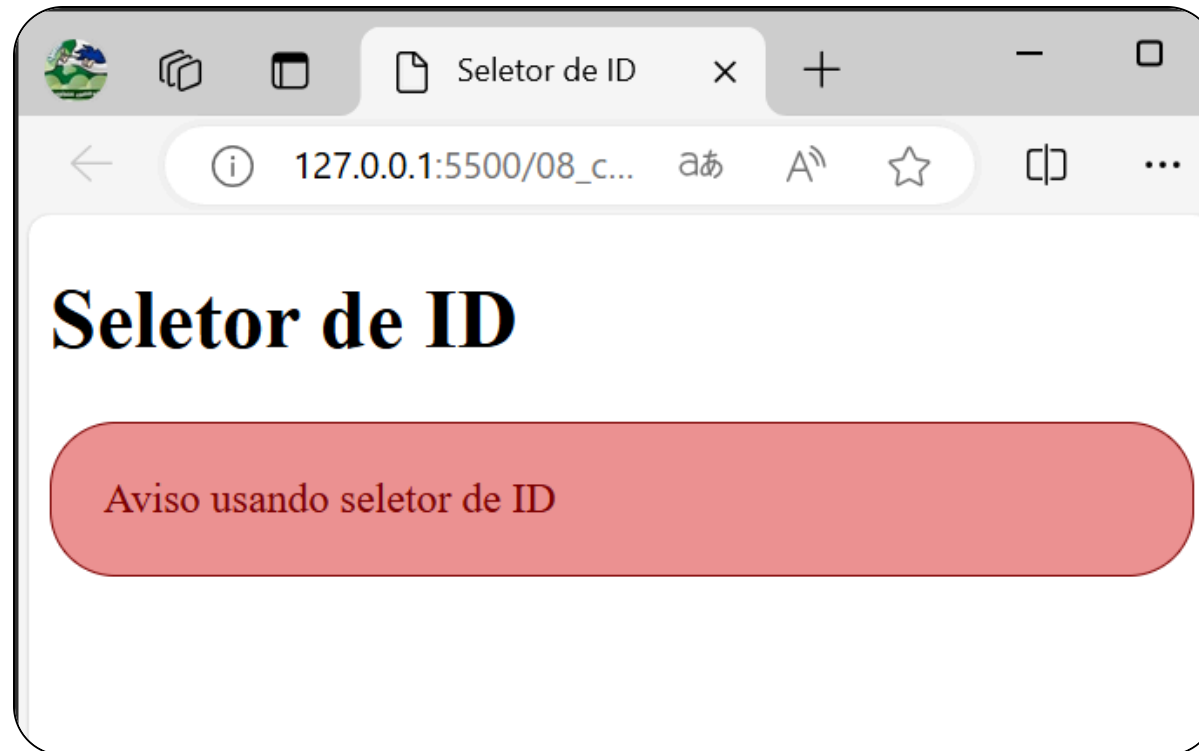 Seletor de ID
127.0.0.1:5500/08_c...
aあ
A
Seletor de ID
Aviso usando seletor de ID